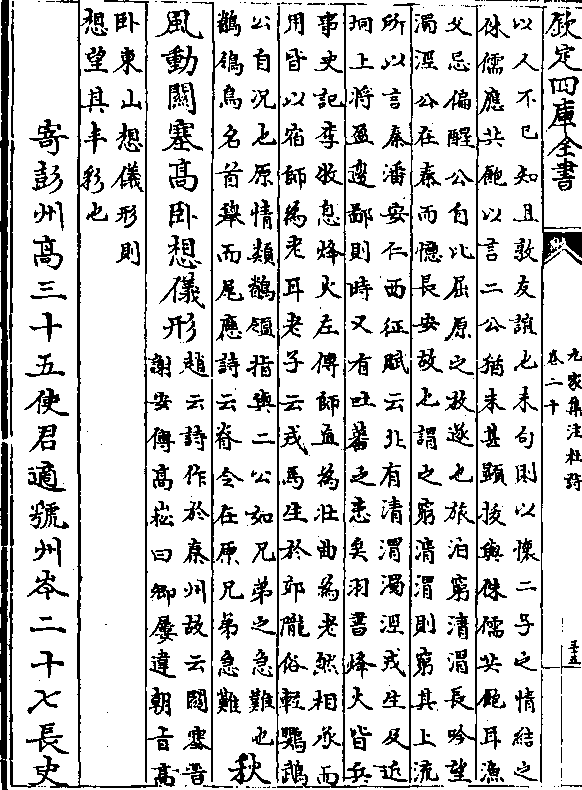 欽定四庫全書
九家集注杜詩
卷二十
三十五
以人不已知且敦友誼也末句則以懷二子之情結之
侏儒應共飽以言二公猶未甚顯拔與侏儒共飽耳漁
父忌偏醒公自比屈原之放逐也旅泊窮清渭長吟望
濁涇公在秦而憶長安故也謂之窮清渭則窮其上流
所以言秦潘安仁西征賦云北有清渭濁涇戎生及近
坰上將盈邊鄙則時又有吐蕃之患矣羽書烽火皆兵
事史記李牧急烽火左傳師直為壯曲為老然相承而
用皆以宿師為老耳老子云戎馬生於郊隴俗輕鸚鵡
公自況也原情類鶺鴒指與二公如兄弟之急難也
鶺鴒鳥名首舉而尾應詩云脊令在原兄弟急難
秋
風動關塞高卧想儀形
趙云詩作於秦州故云關塞晉
謝安傳高崧曰卿屢違朝旨高
卧東山想儀形則
想望其丰彩也
寄彭州高三十五使君適虢州岑二十七長史